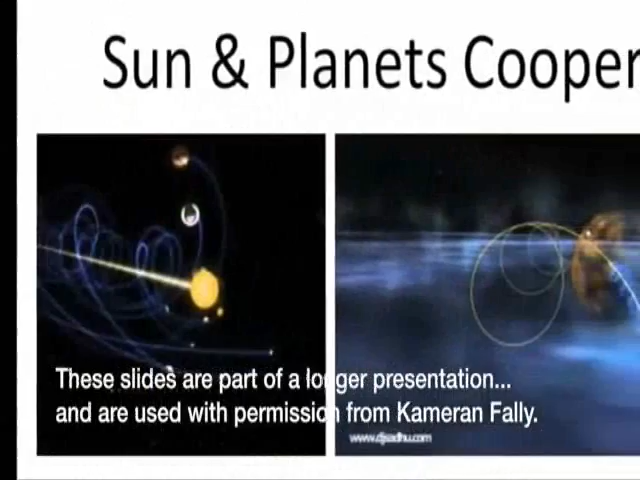 Sun & Planets Cooper
These slides are part of a longer presentation...
and are used with permission from Kameran Fally.
www.djsadhu.com